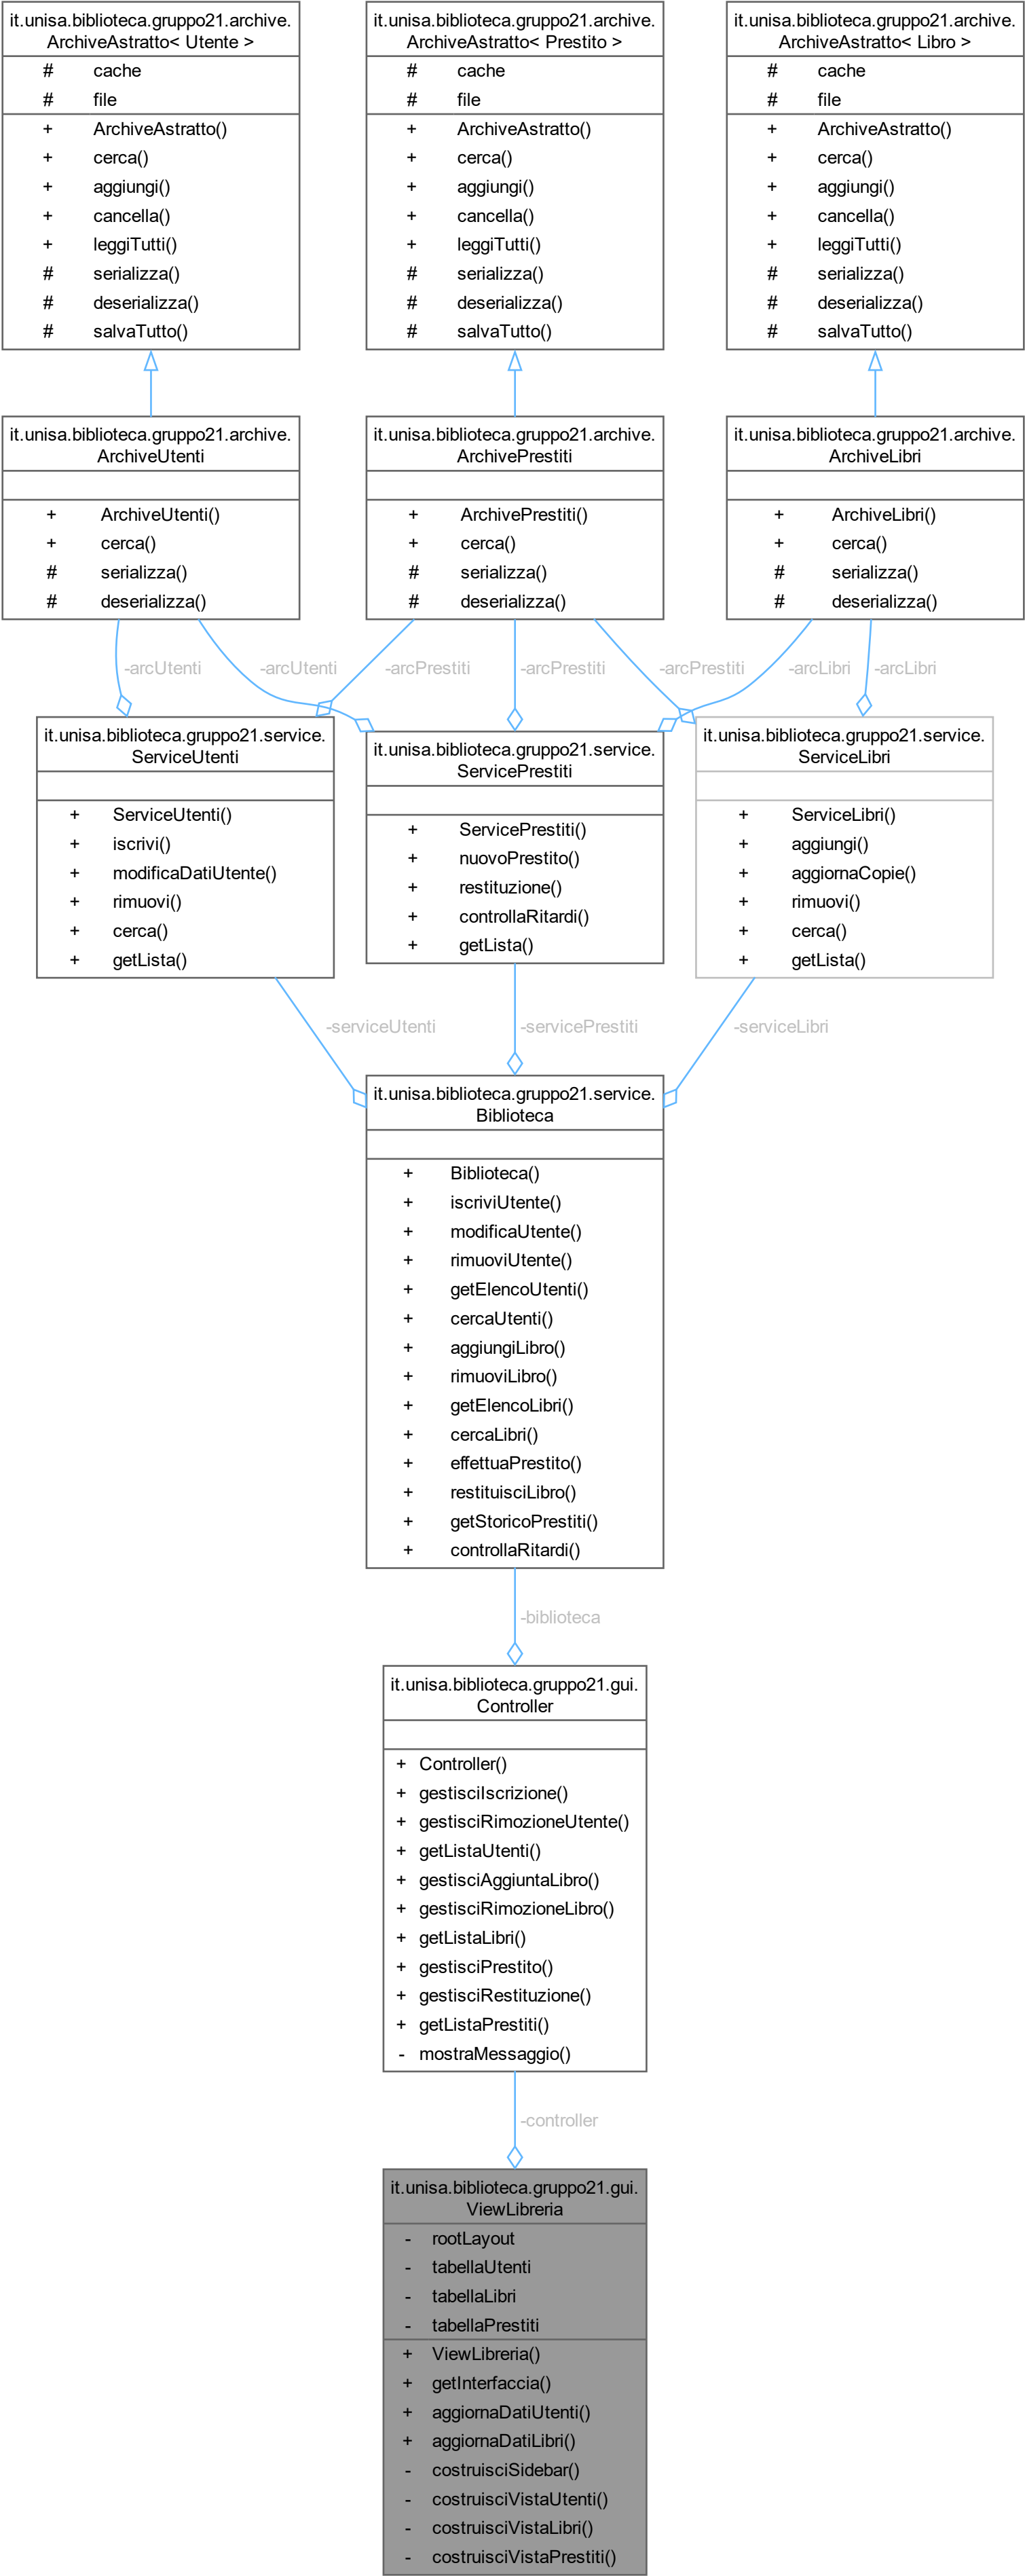 it.unisa.biblioteca.gruppo21.archive.
ArchiveAstratto< Utente >
# cache
# file
+ ArchiveAstratto()
+ cerca()
+ aggiungi()
+ cancella()
+ leggiTutti()
# serializza()
# deserializza()
# salvaTutto()
it.unisa.biblioteca.gruppo21.archive.
ArchiveAstratto< Prestito >
# cache
# file
+ ArchiveAstratto()
+ cerca()
+ aggiungi()
+ cancella()
+ leggiTutti()
# serializza()
# deserializza()
# salvaTutto()
it.unisa.biblioteca.gruppo21.archive.
ArchiveAstratto< Libro >
# cache
# file
+ ArchiveAstratto()
+ cerca()
+ aggiungi()
+ cancella()
+ leggiTutti()
# serializza()
# deserializza()
# salvaTutto()
it.unisa.biblioteca.gruppo21.archive.
ArchiveUtenti
+ ArchiveUtenti()
+ cerca()
# serializza()
# deserializza()
it.unisa.biblioteca.gruppo21.archive.
ArchivePrestiti
+ ArchivePrestiti()
+ cerca()
# serializza()
# deserializza()
it.unisa.biblioteca.gruppo21.archive.
ArchiveLibri
+ ArchiveLibri()
+ cerca()
# serializza()
# deserializza()
-arcUtenti
-arcUtenti
-arcPrestiti
-arcPrestiti
-arcPrestiti
-arcLibri
-arcLibri
it.unisa.biblioteca.gruppo21.service.
ServiceUtenti
+ ServiceUtenti()
+ iscrivi()
+ modificaDatiUtente()
+ rimuovi()
+ cerca()
+ getLista()
it.unisa.biblioteca.gruppo21.service.
ServicePrestiti
+ ServicePrestiti()
+ nuovoPrestito()
+ restituzione()
+ controllaRitardi()
+ getLista()
it.unisa.biblioteca.gruppo21.service.
ServiceLibri
+ ServiceLibri()
+ aggiungi()
+ aggiornaCopie()
+ rimuovi()
+ cerca()
+ getLista()
-serviceUtenti
-servicePrestiti
-serviceLibri
it.unisa.biblioteca.gruppo21.service.
Biblioteca
+ Biblioteca()
+ iscriviUtente()
+ modificaUtente()
+ rimuoviUtente()
+ getElencoUtenti()
+ cercaUtenti()
+ aggiungiLibro()
+ rimuoviLibro()
+ getElencoLibri()
+ cercaLibri()
+ effettuaPrestito()
+ restituisciLibro()
+ getStoricoPrestiti()
+ controllaRitardi()
-biblioteca
it.unisa.biblioteca.gruppo21.gui.
Controller
+ Controller()
+ gestisciIscrizione()
+ gestisciRimozioneUtente()
+ getListaUtenti()
+ gestisciAggiuntaLibro()
+ gestisciRimozioneLibro()
+ getListaLibri()
+ gestisciPrestito()
+ gestisciRestituzione()
+ getListaPrestiti()
- mostraMessaggio()
-controller
it.unisa.biblioteca.gruppo21.gui.
ViewLibreria
- rootLayout
- tabellaUtenti
- tabellaLibri
- tabellaPrestiti
+ ViewLibreria()
+ getInterfaccia()
+ aggiornaDatiUtenti()
+ aggiornaDatiLibri()
- costruisciSidebar()
- costruisciVistaUtenti()
- costruisciVistaLibri()
- costruisciVistaPrestiti()